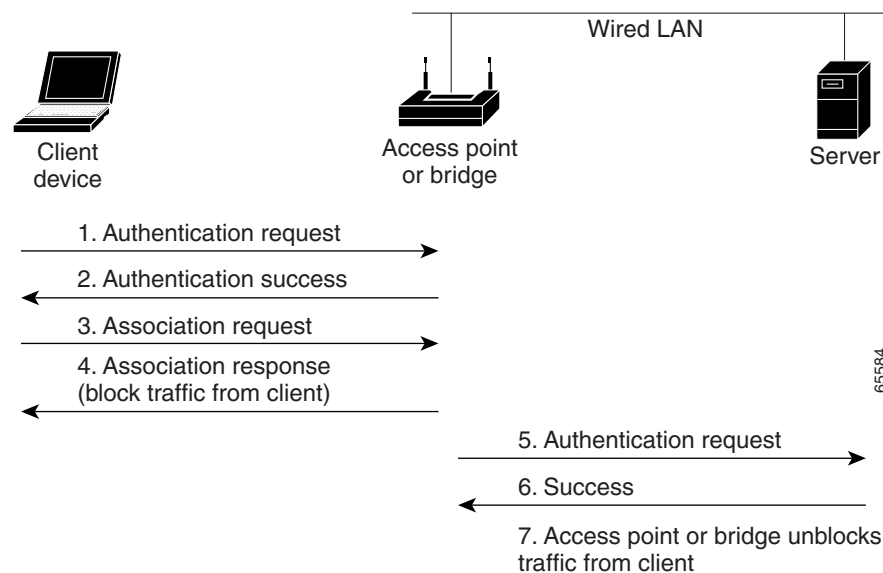 Wired LAN
Client
device
Access point
or bridge
Server
1. Authentication request
2. Authentication success
3. Association request
4. Association response
(block traffic from client)
65584
5. Authentication request
6. Success
7. Access point or bridge unblocks
traffic from client